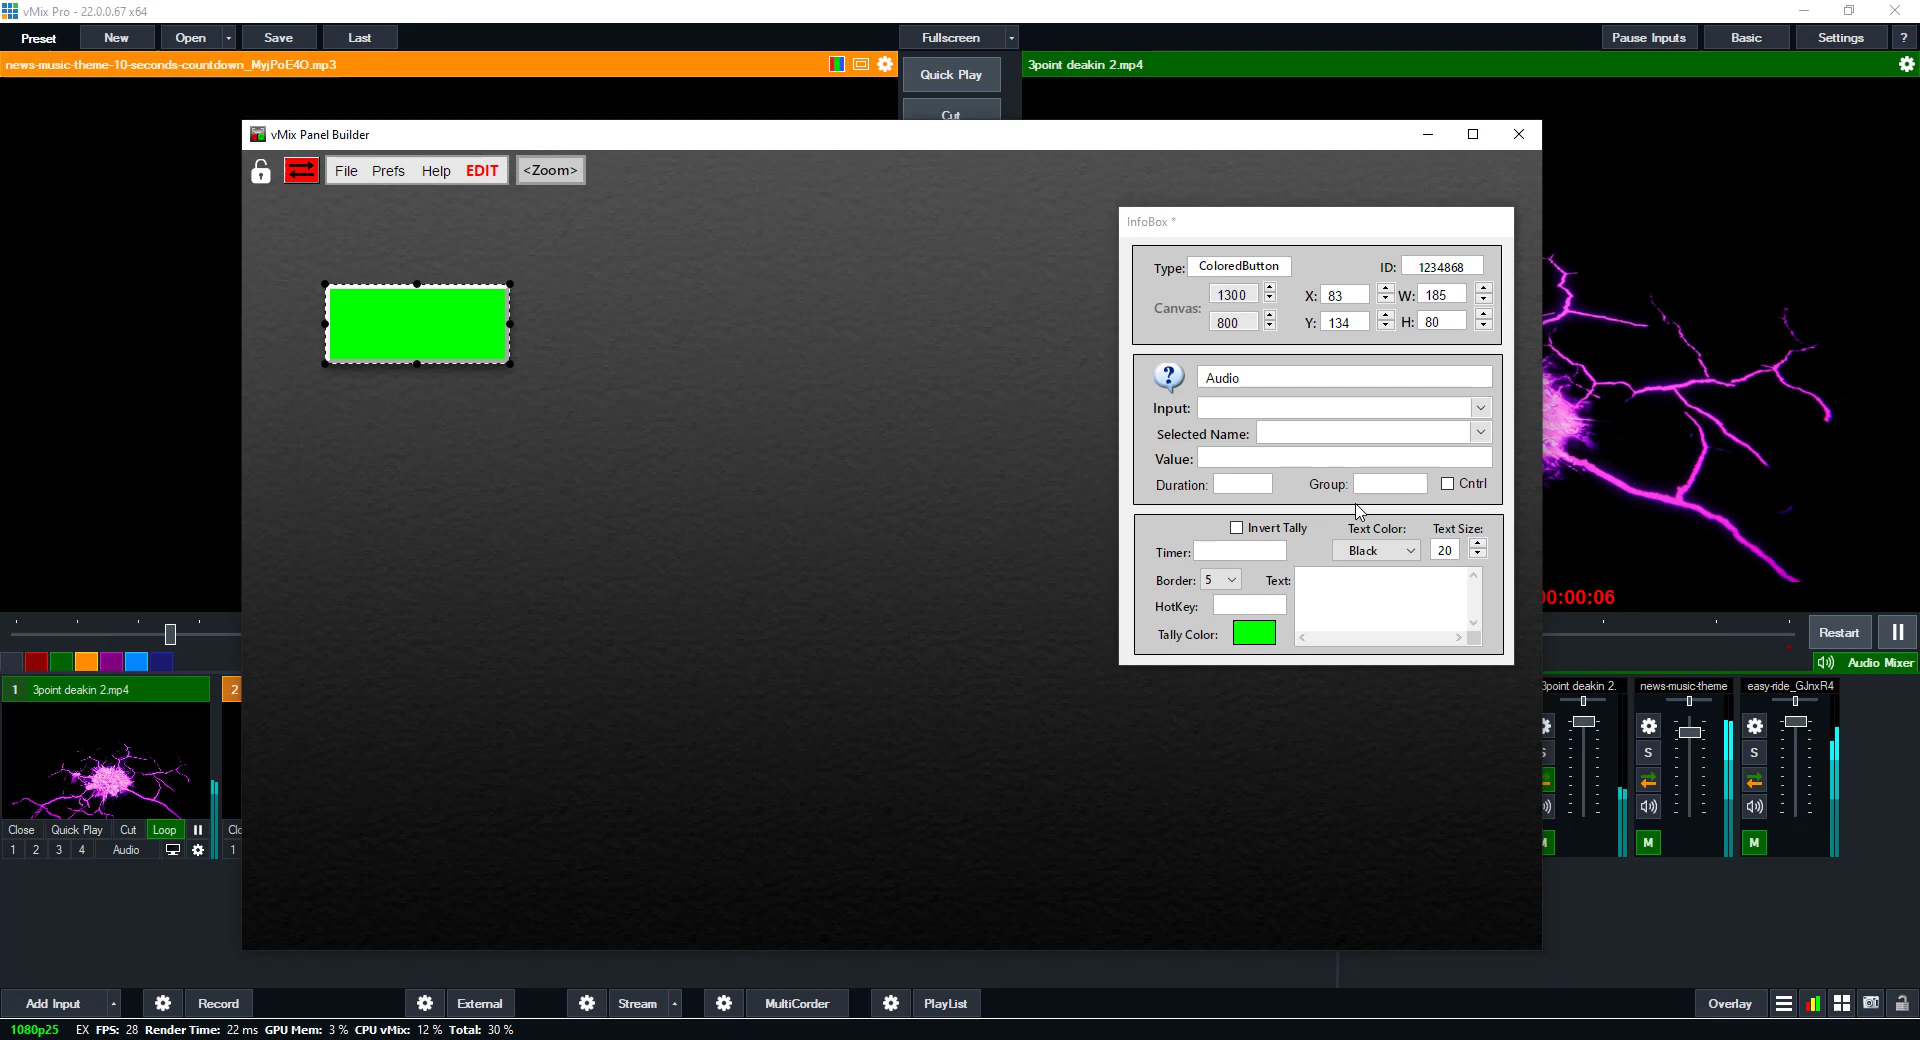 vMix Pro - 22.0.0.67 x64
Preset New Open Save Last Fullscreen Pause Inputs Basic Settings ?
news-music-theme-10-seconds-countdown_MyjPoE4O.mp3
Quick Play
3point deakin 2.mp4
Cut
vMix Panel Builder
File Prefs Help EDIT <Zoom>
InfoBox *
Type: ColoredButton ID: 1234868
Canvas: 1300 X: 83 W: 185
800 Y: 134 H: 80
? Audio
Input:
Selected Name:
Value:
Duration: Group: Cntrl
Invert Tally Text Color: Text Size:
Timer: Black 20
Border: 5 Text:
HotKey:
Tally Color:
00:00:06
Restart
Audio Mixer
1 3point deakin 2.mp4 2
3point deakin 2. news-music-theme easy-ride_GJnxR4
S S S
M M M
Close Quick Play Cut Loop Clo
1 2 3 4 Audio 1
Add Input Record External Stream MultiCorder PlayList Overlay
1080p25 EX FPS: 28 Render Time: 22 ms GPU Mem: 3 % CPU vMix: 12 % Total: 30 %